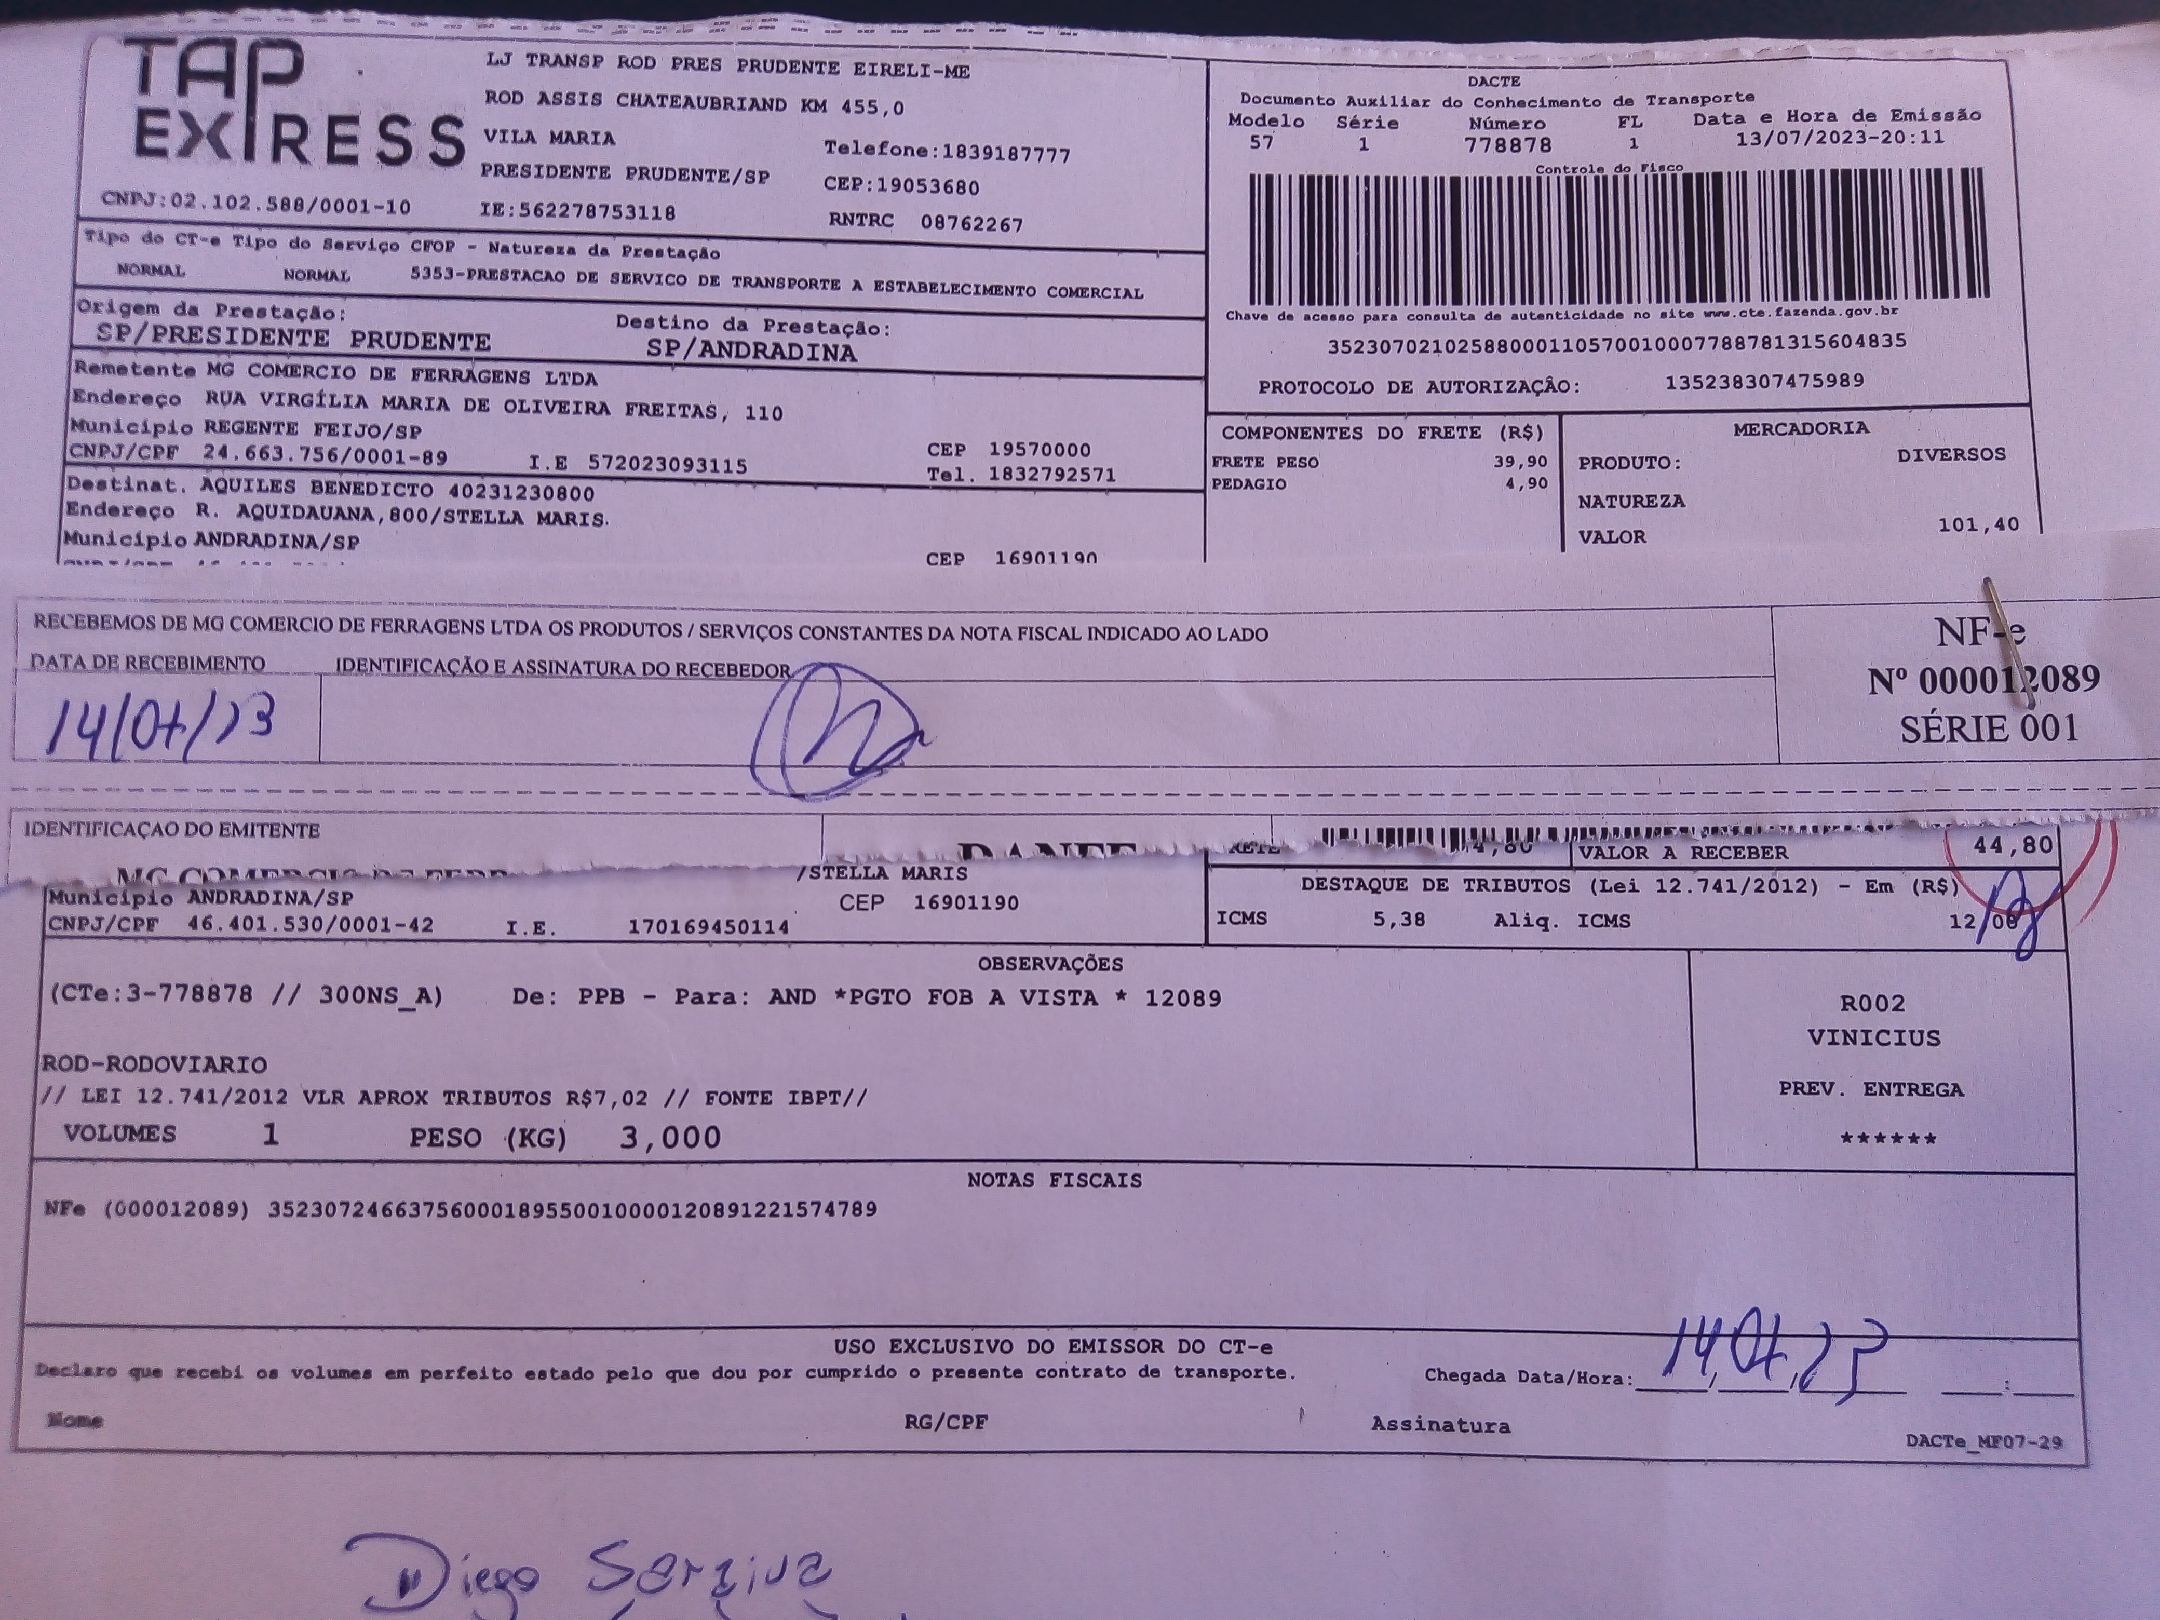 TAP EXPRESS
LJ TRANSP ROD PRES PRUDENTE EIRELI-ME
ROD ASSIS CHATEAUBRIAND KM 455,0
VILA MARIA
Telefone:1839187777
PRESIDENTE PRUDENTE/SP
CEP:19053680
CNPJ:02.102.588/0001-10
IE:562278753118
RNTRC 08762267
DACTE
Documento Auxiliar do Conhecimento de Transporte
Modelo Série Número FL Data e Hora de Emissão
57 1 778878 1 13/07/2023-20:11
Controle do Fisco
Chave de acesso para consulta de autenticidade no site www.cte.fazenda.gov.br
35230702102588000110570010007788781315604835
PROTOCOLO DE AUTORIZAÇÃO: 135238307475989
Tipo do CT-e Tipo do Serviço CFOP - Natureza da Prestação
NORMAL NORMAL 5353-PRESTACAO DE SERVICO DE TRANSPORTE A ESTABELECIMENTO COMERCIAL
Origem da Prestação: Destino da Prestação:
SP/PRESIDENTE PRUDENTE SP/ANDRADINA
Remetente MG COMERCIO DE FERRAGENS LTDA
Endereço RUA VIRGÍLIA MARIA DE OLIVEIRA FREITAS, 110
Município REGENTE FEIJO/SP CEP 19570000
CNPJ/CPF 24.663.756/0001-89 I.E 572023093115 Tel. 1832792571
Destinat. AQUILES BENEDICTO 40231230800
Endereço R. AQUIDAUANA,800/STELLA MARIS.
Município ANDRADINA/SP CEP 16901190
COMPONENTES DO FRETE (R$)
FRETE PESO 39,90
PEDAGIO 4,90
MERCADORIA
PRODUTO: DIVERSOS
NATUREZA
VALOR 101,40
RECEBEMOS DE MG COMERCIO DE FERRAGENS LTDA OS PRODUTOS / SERVIÇOS CONSTANTES DA NOTA FISCAL INDICADO AO LADO
DATA DE RECEBIMENTO IDENTIFICAÇÃO E ASSINATURA DO RECEBEDOR
14/07/23
NF-e
Nº 000012089
SÉRIE 001
IDENTIFICAÇAO DO EMITENTE
DANFE
VALOR A RECEBER 44,80
/STELLA MARIS
Município ANDRADINA/SP CEP 16901190
CNPJ/CPF 46.401.530/0001-42 I.E. 170169450114
DESTAQUE DE TRIBUTOS (Lei 12.741/2012) - Em (R$)
ICMS 5,38 Aliq. ICMS 12,00
OBSERVAÇÕES
(CTe:3-778878 // 300NS_A) De: PPB - Para: AND *PGTO FOB A VISTA * 12089
ROD-RODOVIARIO
// LEI 12.741/2012 VLR APROX TRIBUTOS R$7,02 // FONTE IBPT//
VOLUMES 1 PESO (KG) 3,000
R002
VINICIUS
PREV. ENTREGA
******
NOTAS FISCAIS
NFe (000012089) 35230724663756000189550010000120891221574789
USO EXCLUSIVO DO EMISSOR DO CT-e
Declaro que recebi os volumes em perfeito estado pelo que dou por cumprido o presente contrato de transporte.
Chegada Data/Hora: 14,07,23
Nome RG/CPF Assinatura
DACTe_MF07-29
Diego Saraiva